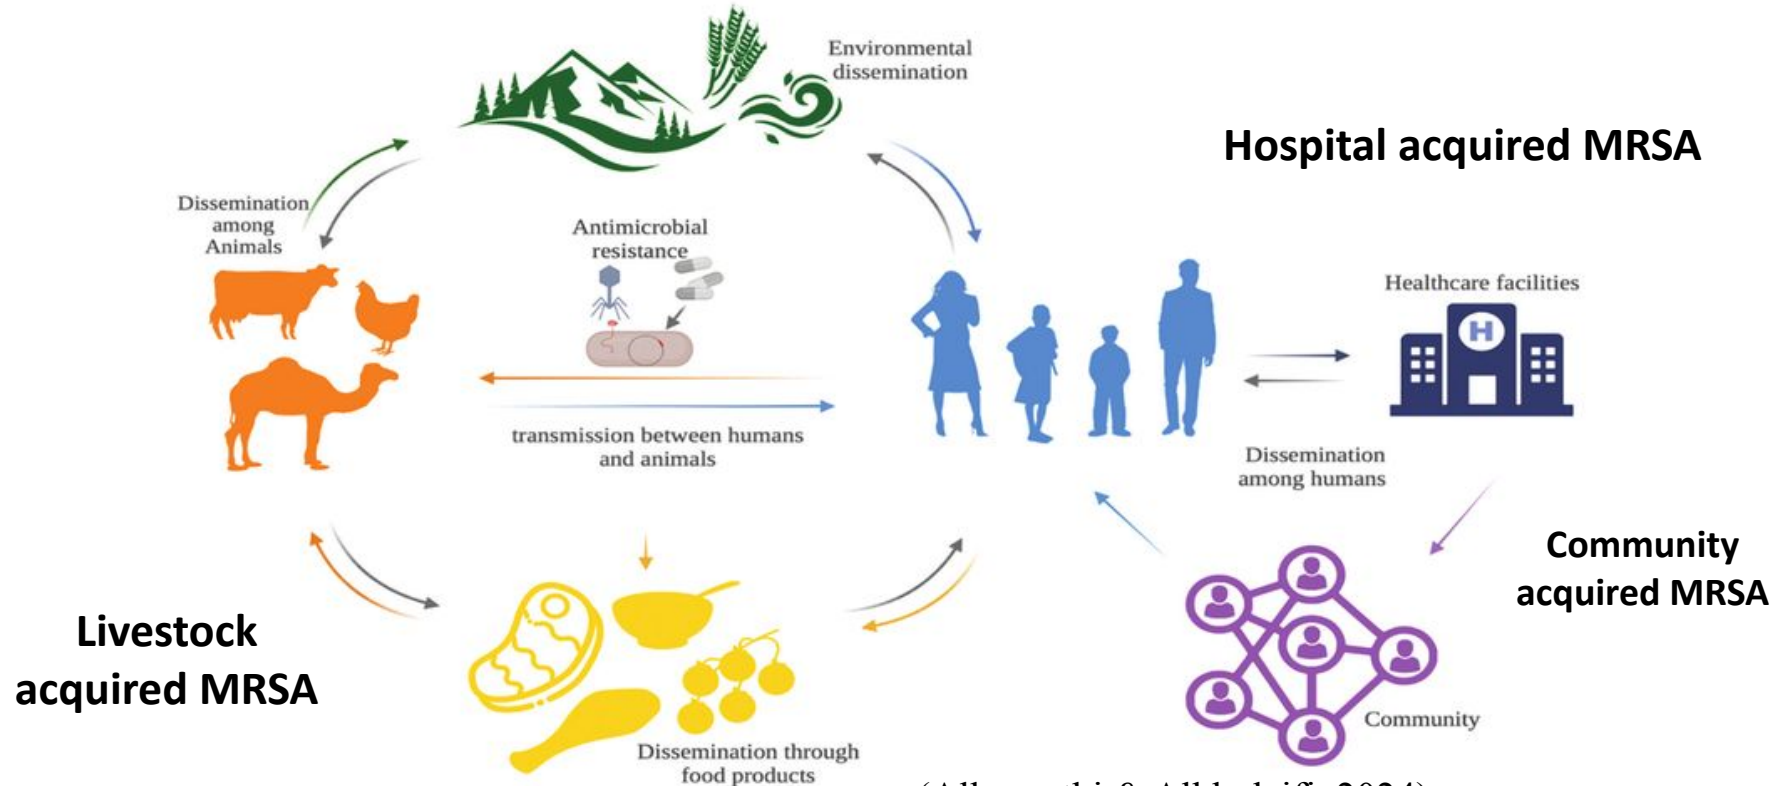 Environmental
dissemination
Hospital acquired MRSA
Dissemination
among
Animals
Antimicrobial
resistance
Healthcare facilities
H
transmission between humans
and animals
Dissemination
among humans
Community
acquired MRSA
Livestock
acquired MRSA
Community
Dissemination through
food products
2024)